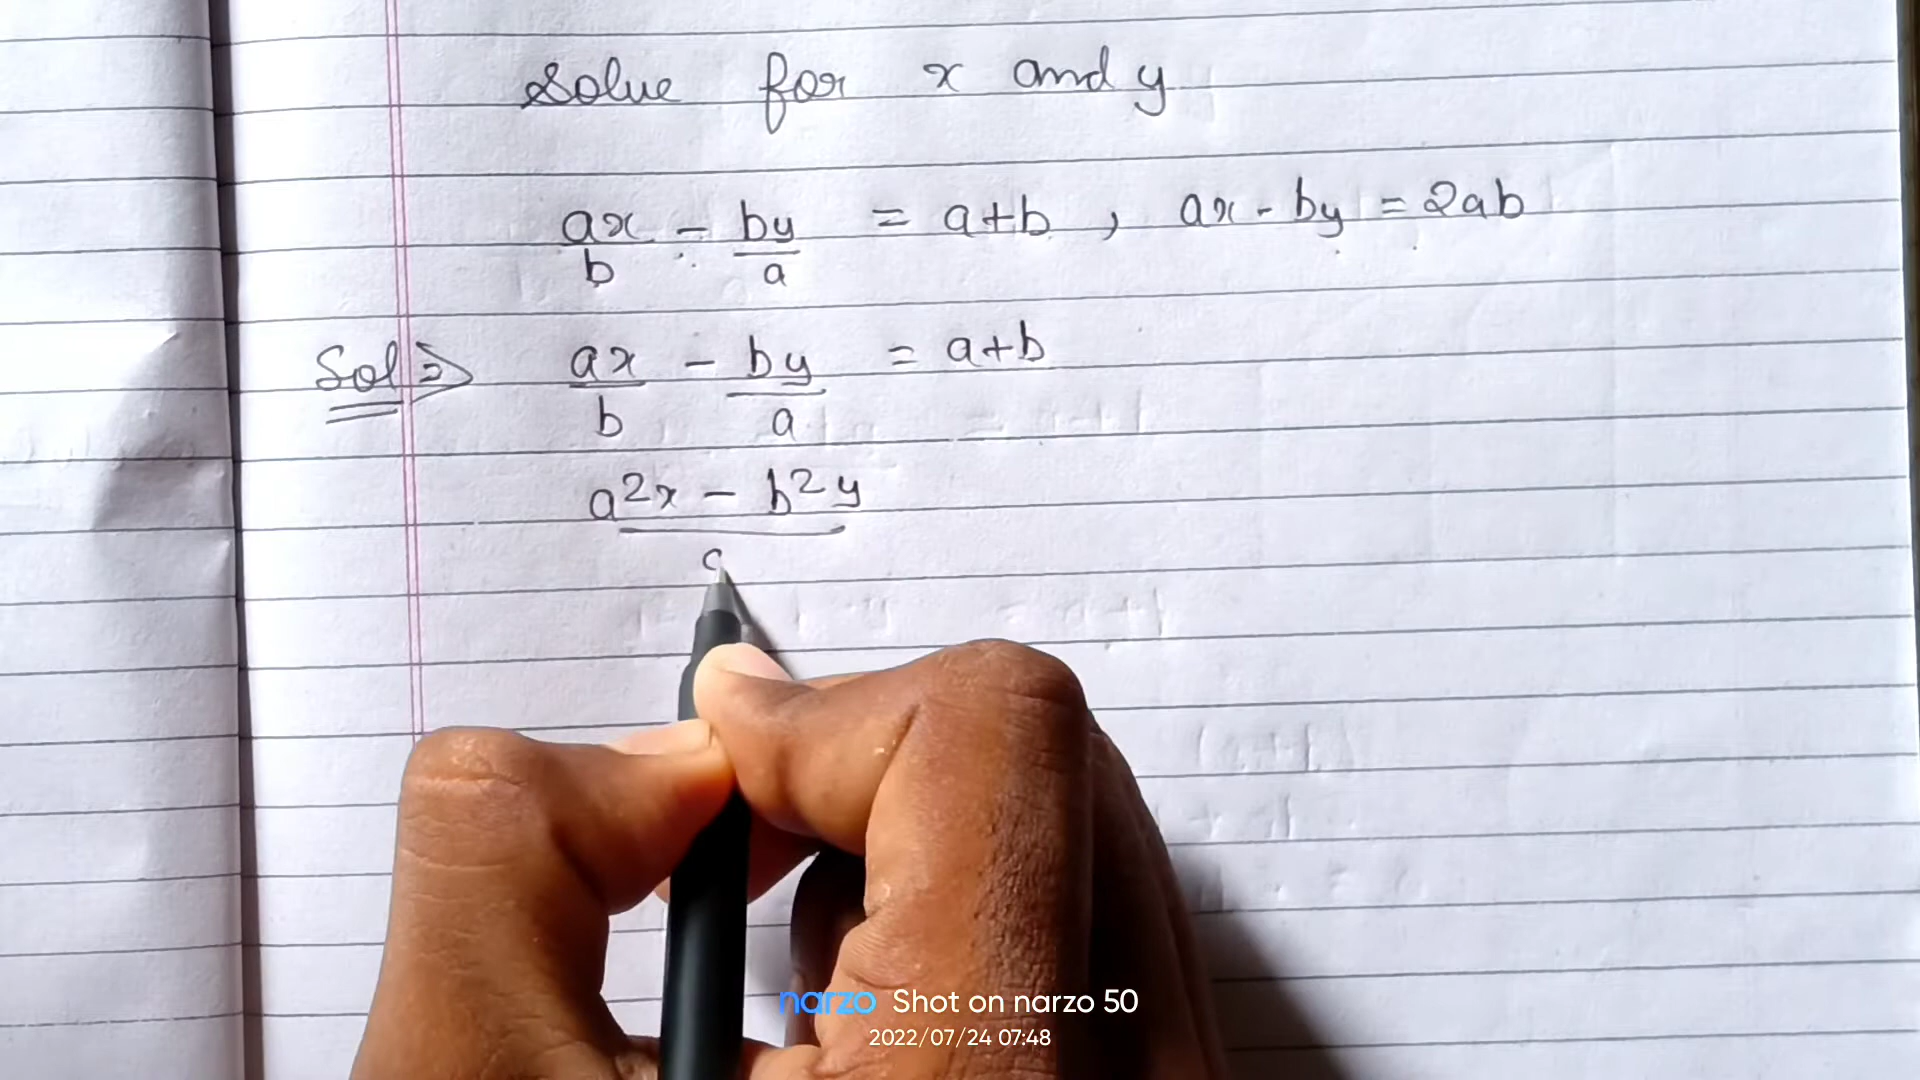 Solve for x and y
ax/b - by/a = a+b , ax - by = 2ab
Sol⇒ ax/b - by/a = a+b
a²x - b²y
narzo Shot on narzo 50
2022/07/24 07:48